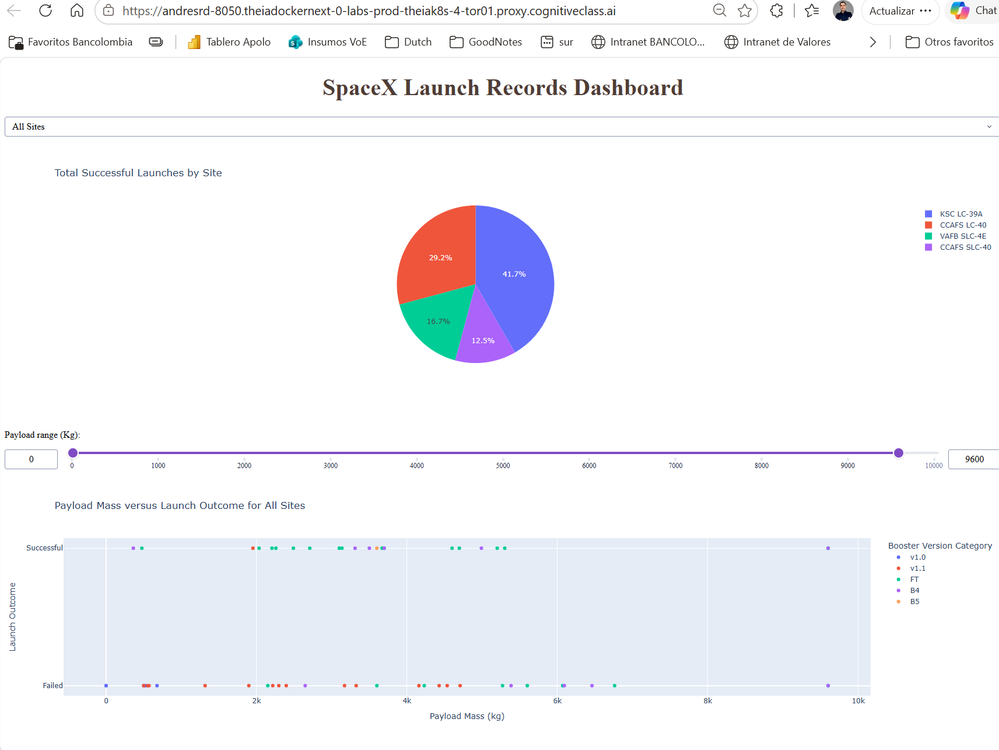 https://andresrd-8050.theiadockernext-0-labs-prod-theiak8s-4-tor01.proxy.cognitiveclass.ai
Actualizar
Chat
Favoritos Bancolombia
Tablero Apolo
Insumos VoE
Dutch
GoodNotes
sur
Intranet BANCOLO...
Intranet de Valores
Otros favoritos
SpaceX Launch Records Dashboard
All Sites
Total Successful Launches by Site
KSC LC-39A
CCAFS LC-40
VAFB SLC-4E
CCAFS SLC-40
29.2%
41.7%
16.7%
12.5%
Payload range (Kg):
0
0 1000 2000 3000 4000 5000 6000 7000 8000 9000 10000
9600
Payload Mass versus Launch Outcome for All Sites
Launch Outcome
Successful
Failed
0 2k 4k 6k 8k 10k
Payload Mass (kg)
Booster Version Category
v1.0
v1.1
FT
B4
B5